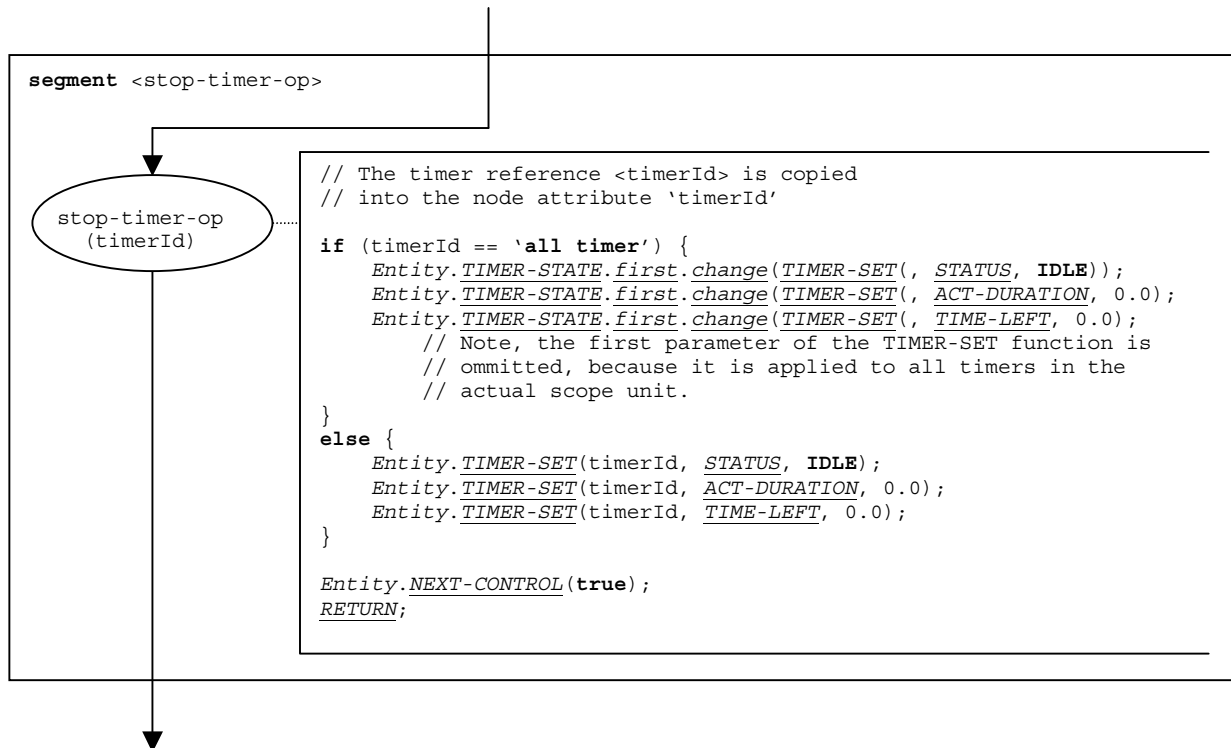 segment <stop-timer-op>
stop-timer-op
(timerId)
// The timer reference <timerId> is copied
// into the node attribute ‘timerId’
if (timerId == ‘all timer’) {
Entity.TIMER-STATE.first.change(TIMER-SET(, STATUS, IDLE));
Entity.TIMER-STATE.first.change(TIMER-SET(, ACT-DURATION, 0.0);
Entity.TIMER-STATE.first.change(TIMER-SET(, TIME-LEFT, 0.0);
// Note, the first parameter of the TIMER-SET function is
// ommitted, because it is applied to all timers in the
// actual scope unit.
}
else {
Entity.TIMER-SET(timerId, STATUS, IDLE);
Entity.TIMER-SET(timerId, ACT-DURATION, 0.0);
Entity.TIMER-SET(timerId, TIME-LEFT, 0.0);
}
Entity.NEXT-CONTROL(true);
RETURN;